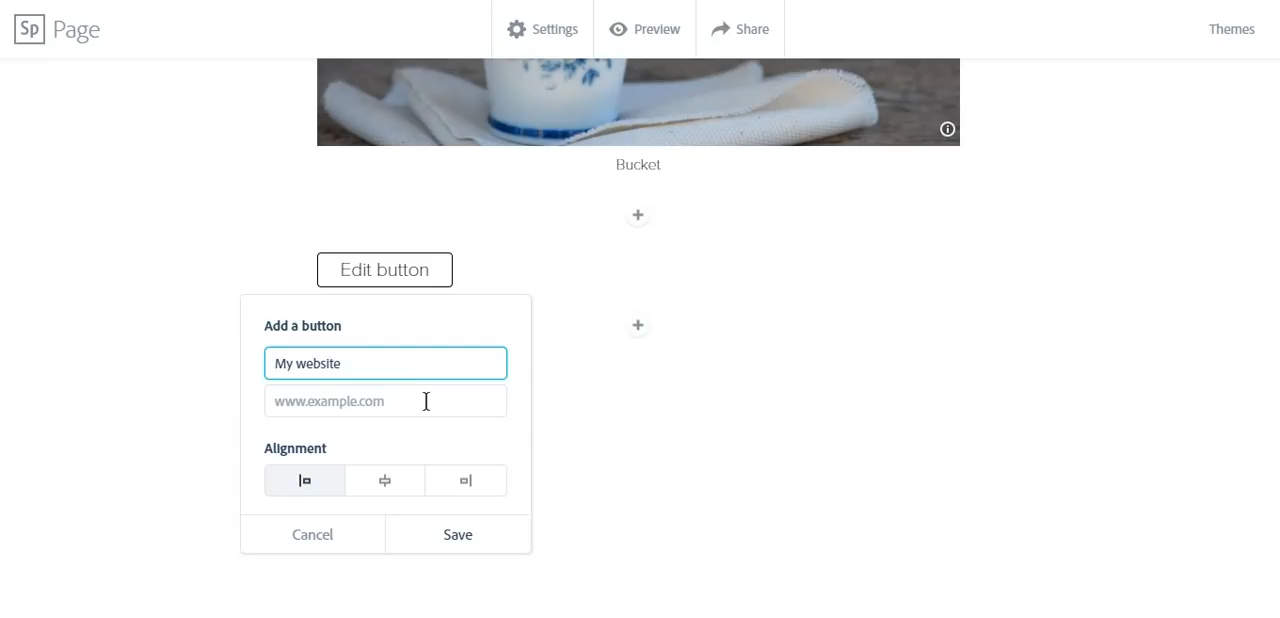 Sp Page
Settings
Preview
Share
Themes
Bucket
Edit button
Add a button
My website
www.example.com
Alignment
Cancel
Save